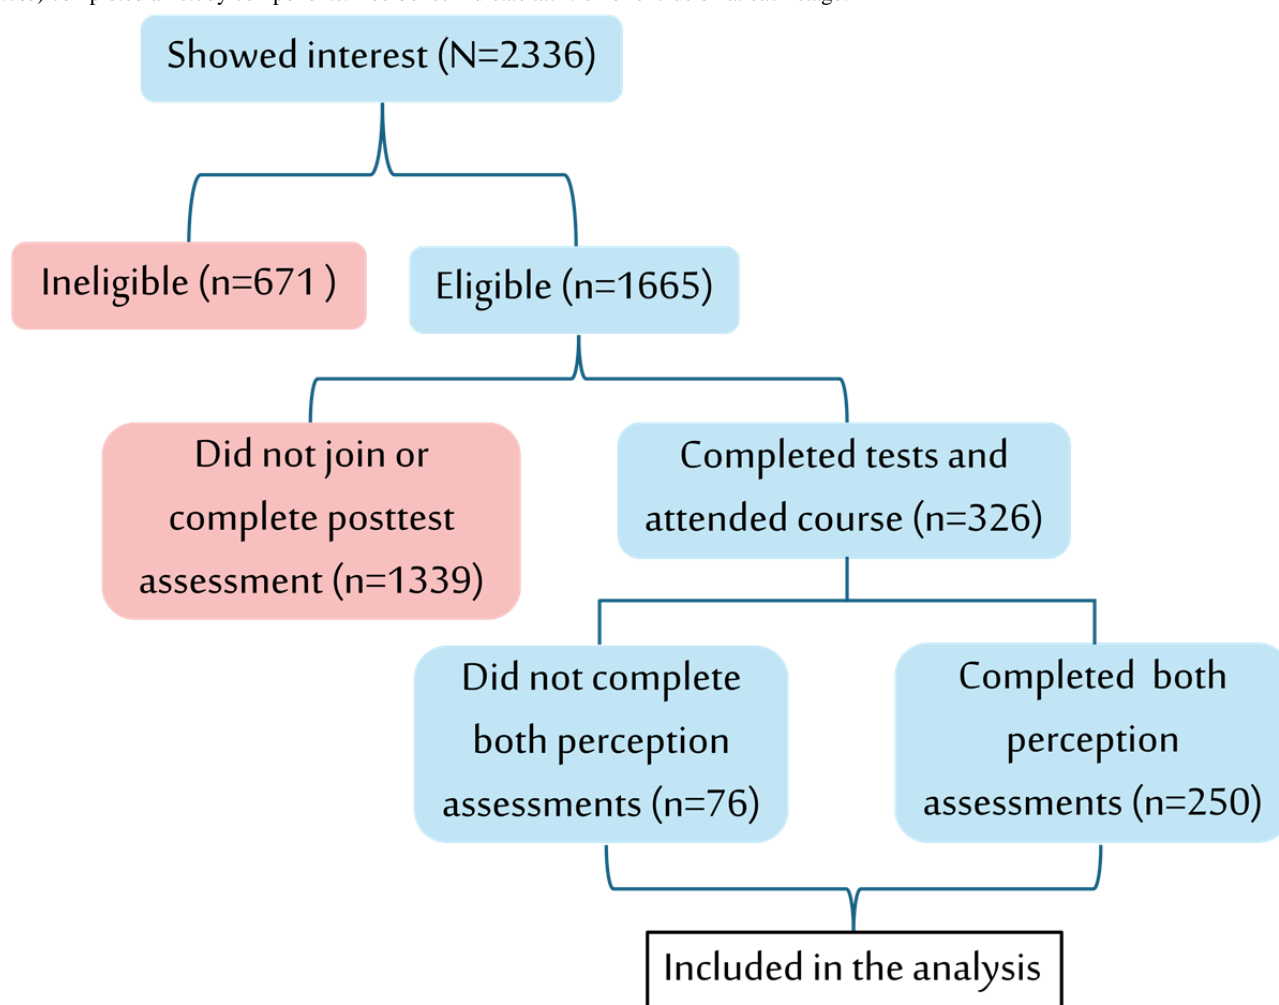 Showed interest (N=2336)
Ineligible (n=671 )
Eligible (n=1665)
Did not join or
complete posttest
assessment (n=1339)
Completed tests and
attended course (n=326)
Did not complete
both perception
assessments (n=76)
Completed both
perception
assessments (n=250)
Included in the analysis